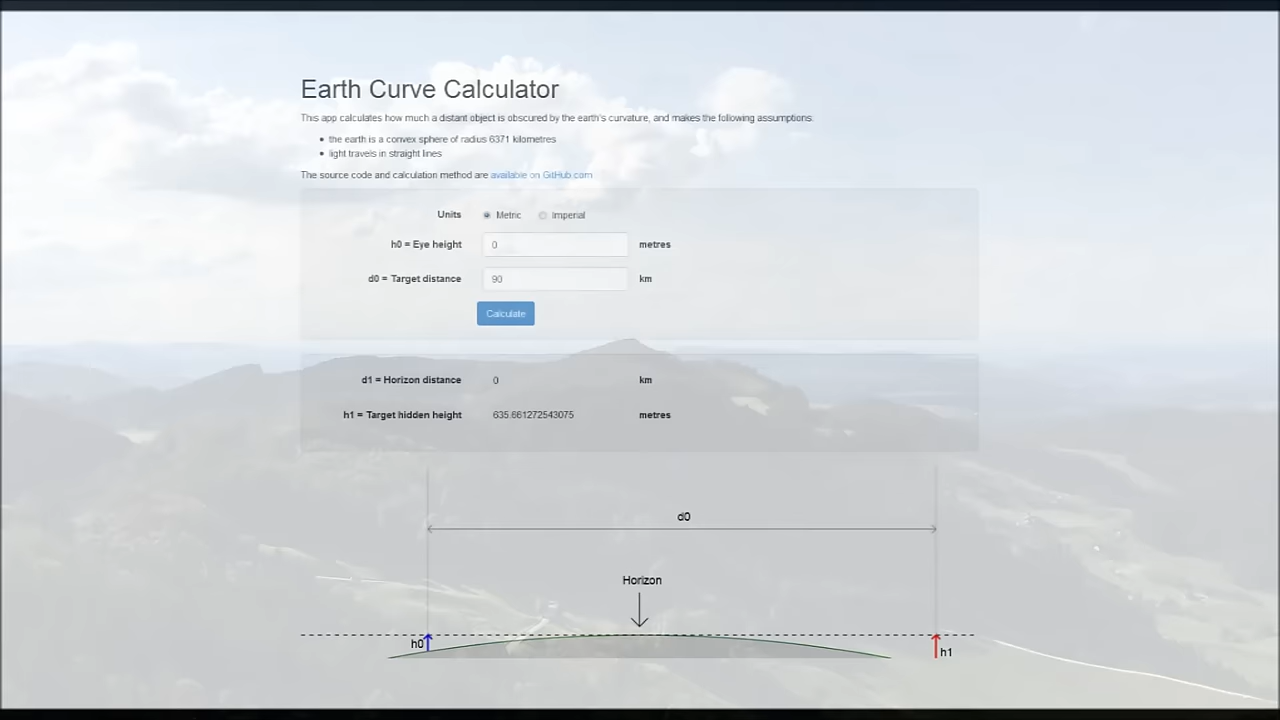 Earth Curve Calculator
This app calculates how much a distant object is obscured by the earth's curvature, and makes the following assumptions:
• the earth is a convex sphere of radius 6371 kilometres
• light travels in straight lines
The source code and calculation method are available on GitHub.com
Units Metric Imperial
h0 = Eye height 0 metres
d0 = Target distance 90 km
Calculate
d1 = Horizon distance 0 km
h1 = Target hidden height 635.661272543075 metres
d0
Horizon
h0
h1